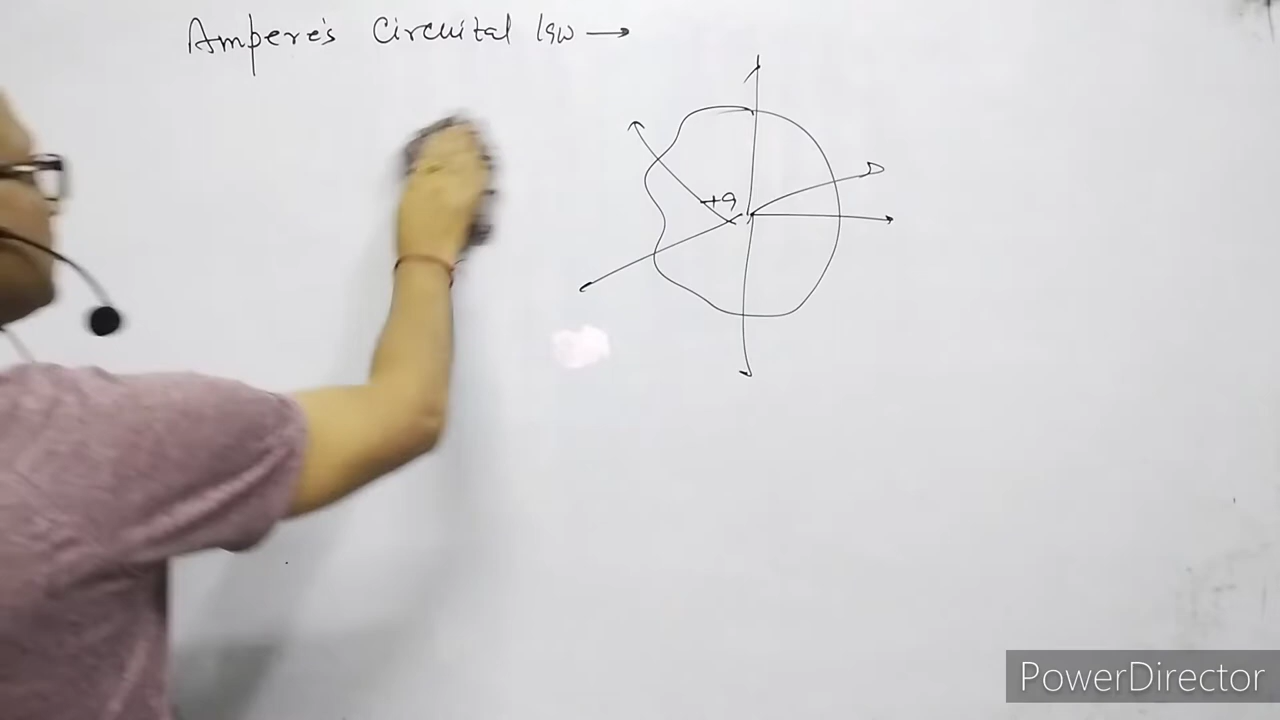 Ampere's Circuital law →
+q
PowerDirector